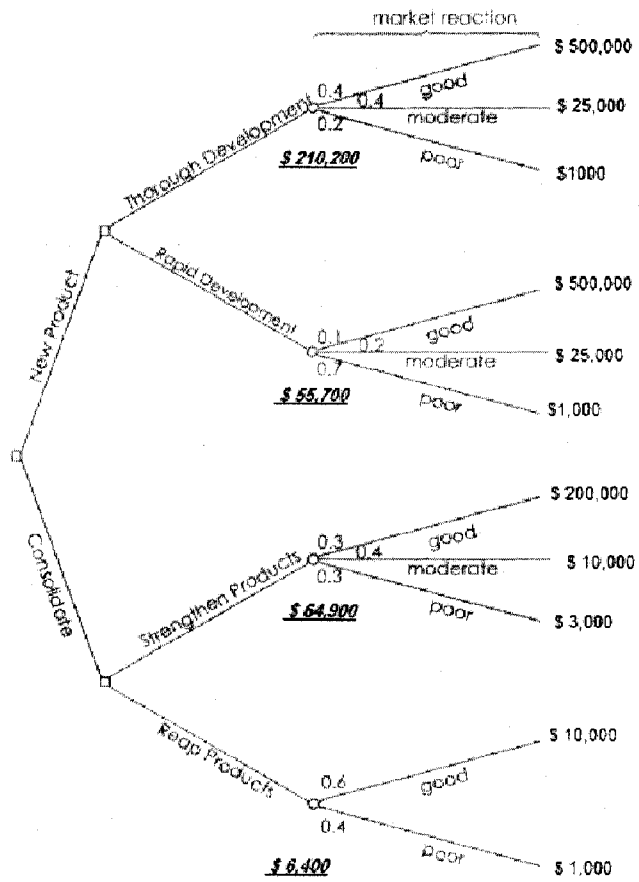 market reaction
$ 500,000
0.4
good
Thorough Development
0.4
$ 25,000
moderate
0.2
$ 210,200
poor
$1000
New Product
Rapid Development
$ 500,000
0.1
good
0.2
$ 25,000
moderate
0.7
$ 55,700
poor
$1,000
Consolidate
Strengthen Products
$ 200,000
0.3
good
0.4
$ 10,000
moderate
0.3
$ 64,900
poor
$ 3,000
Reap Products
$ 10,000
0.6
good
0.4
poor
$ 6,400
$ 1,000